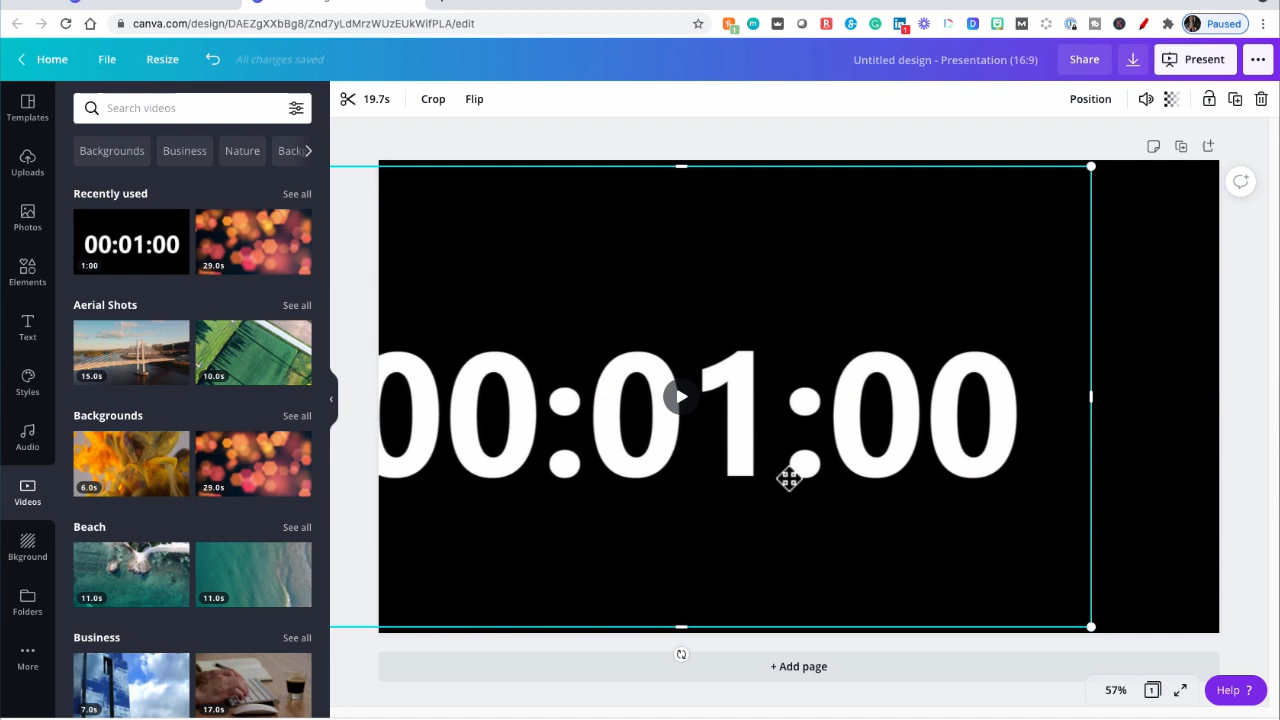 canva.com/design/DAEZgXXbBg8/Znd7yLdMrzWUzEUkWifPLA/edit
Paused
Home
File
Resize
All changes saved
Untitled design - Presentation (16:9)
Share
Present
Templates
Search videos
19.7s
Crop
Flip
Position
Backgrounds
Business
Nature
Uploads
Recently used
See all
Photos
00:01:00
1:00
29.0s
Elements
Aerial Shots
See all
Text
15.0s
10.0s
Styles
Backgrounds
See all
Audio
6.0s
29.0s
Videos
Beach
See all
Bkground
11.0s
11.0s
Folders
Business
See all
More
7.0s
17.0s
00:01:00
+ Add page
57%
1
Help ?